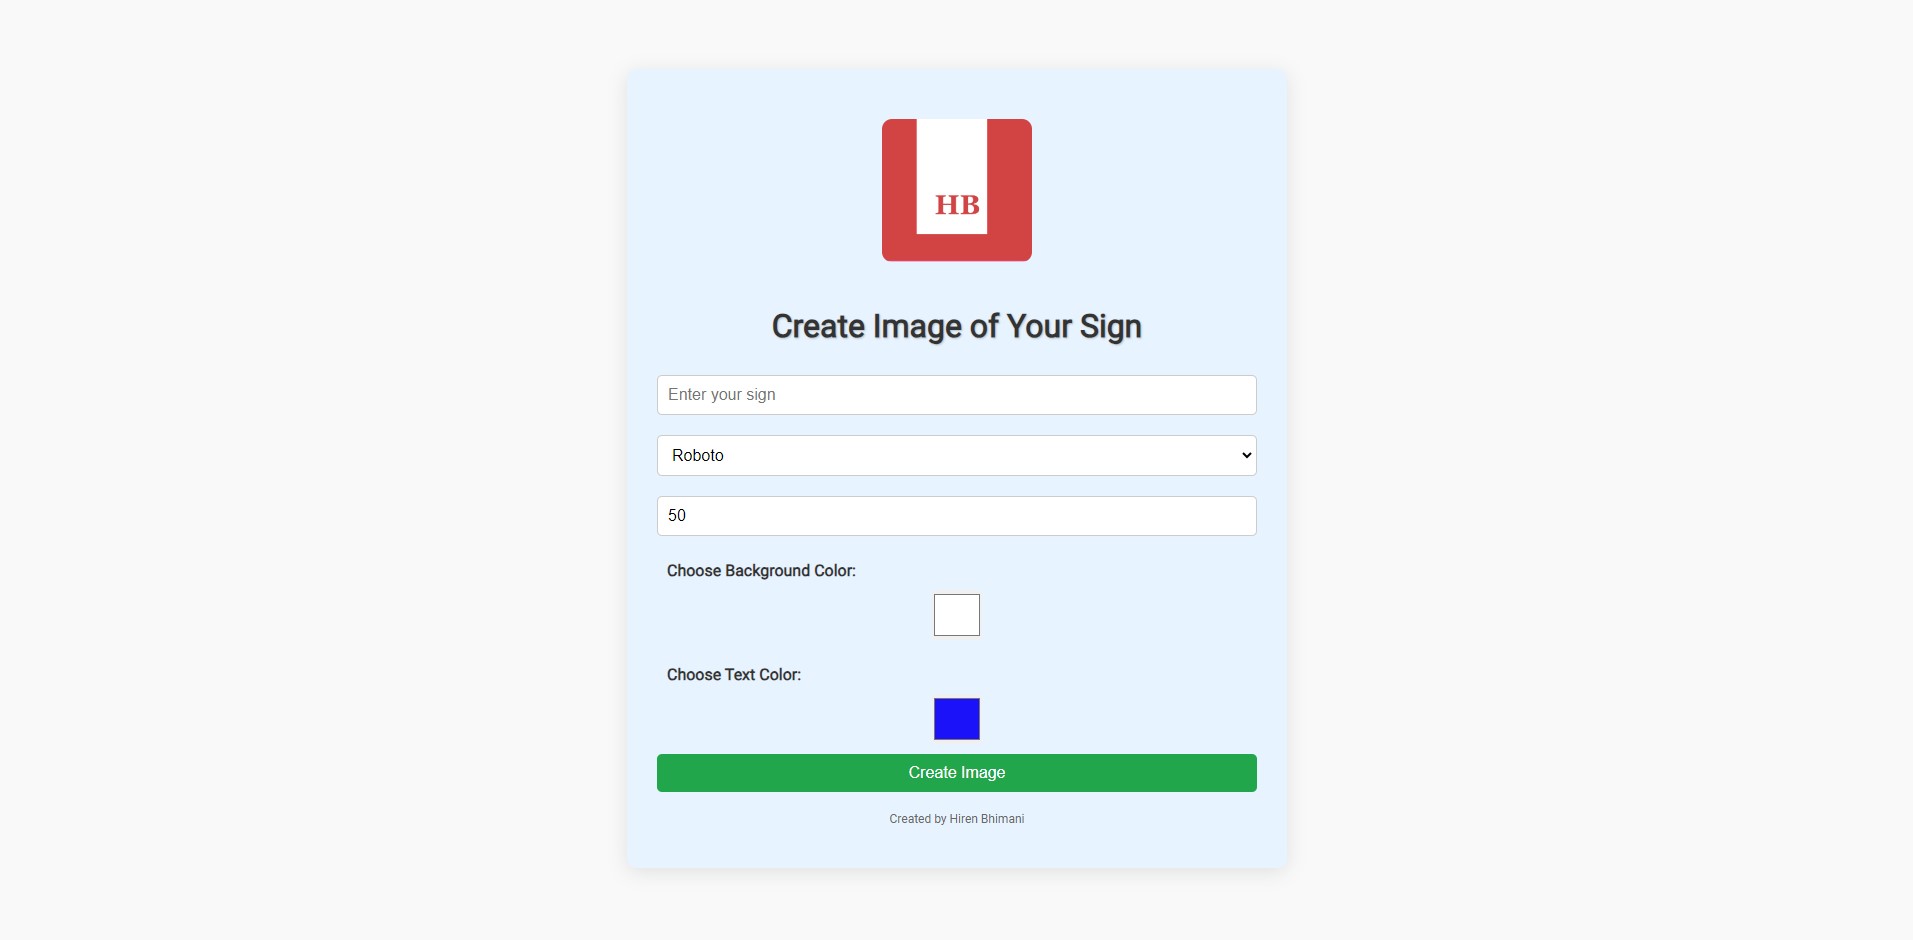 HB
Create Image of Your Sign
Enter your sign
Roboto
50
Choose Background Color:
Choose Text Color:
Create Image
Created by Hiren Bhimani